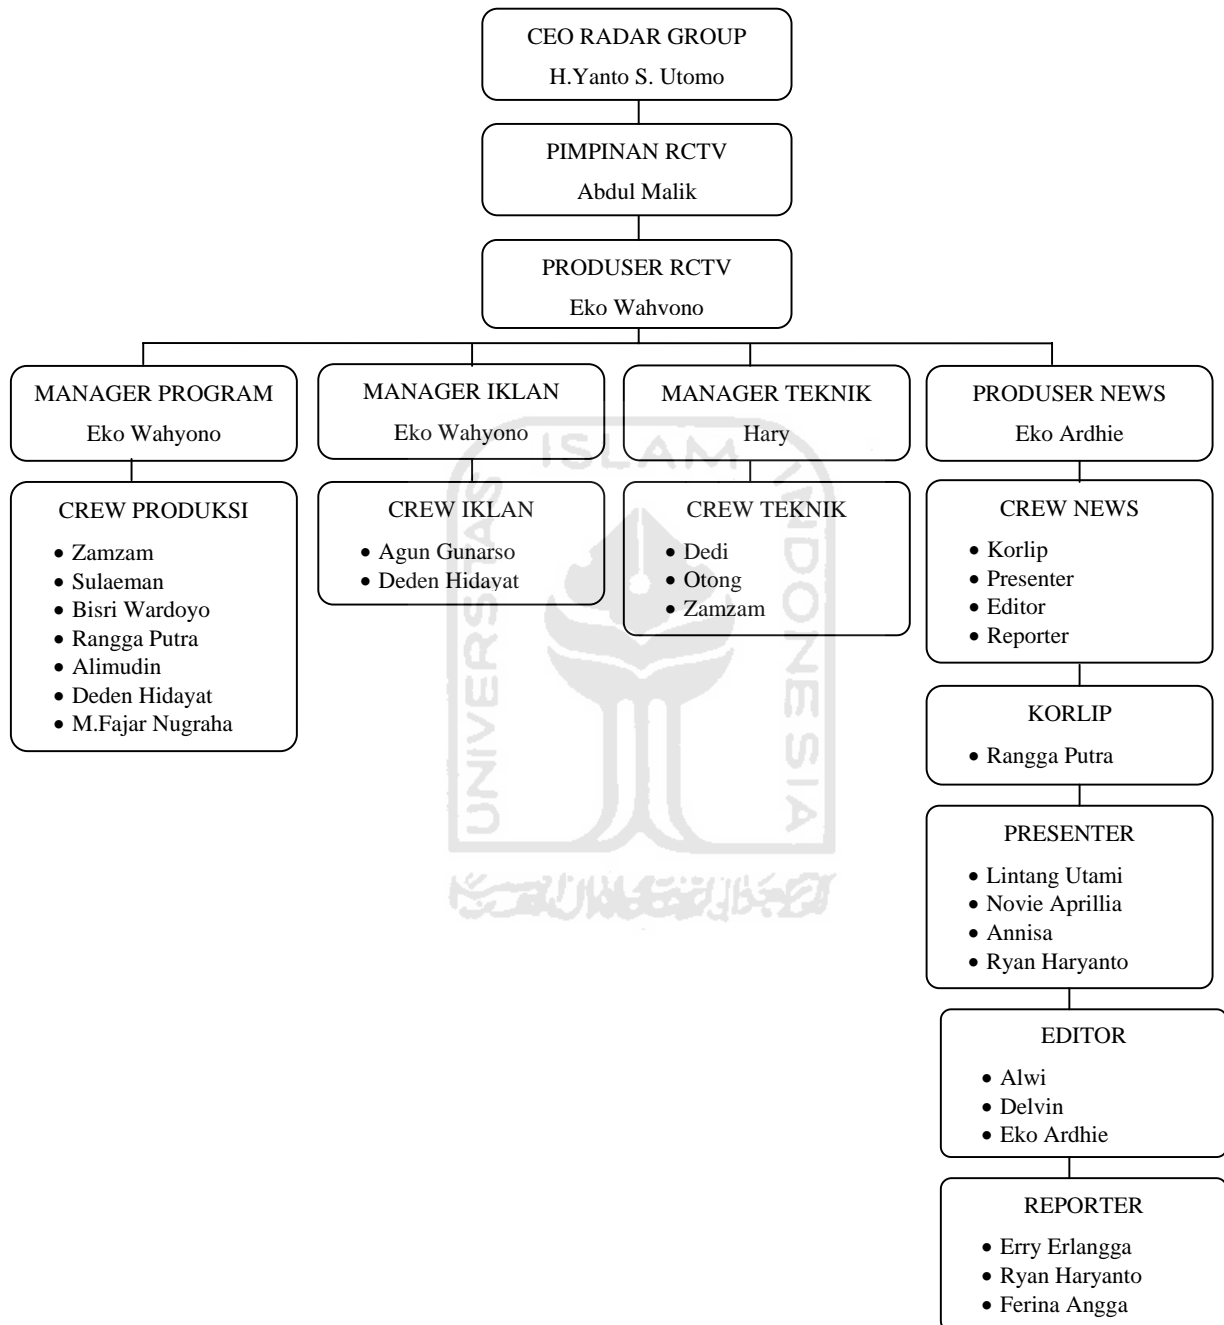 CEO RADAR GROUP
H.Yanto S. Utomo
PIMPINAN RCTV
Abdul Malik
PRODUSER RCTV
Eko Wahyono
MANAGER PROGRAM
Eko Wahyono
MANAGER IKLAN
Eko Wahyono
MANAGER TEKNIK
Hary
PRODUSER NEWS
Eko Ardhie
CREW PRODUKSI
• Zamzam
• Sulaeman
• Bisri Wardoyo
• Rangga Putra
• Alimudin
• Deden Hidayat
• M.Fajar Nugraha
CREW IKLAN
• Agun Gunarso
• Deden Hidayat
CREW TEKNIK
• Dedi
• Otong
• Zamzam
CREW NEWS
• Korlip
• Presenter
• Editor
• Reporter
KORLIP
• Rangga Putra
PRESENTER
• Lintang Utami
• Novie Aprillia
• Annisa
• Ryan Haryanto
EDITOR
• Alwi
• Delvin
• Eko Ardhie
REPORTER
• Erry Erlangga
• Ryan Haryanto
• Ferina Angga
UNIVERSITAS
ISLAM
INDONESIA